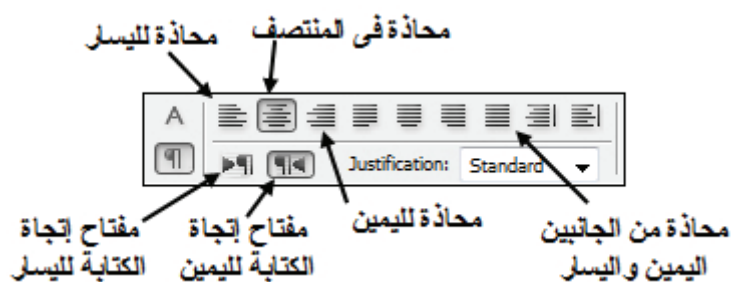 محاذة فى المنتصف
محاذة لليسار
A
¶
Justification: Standard
محاذة لليمين
محاذة من الجانبين
اليمين واليسار
مفتاح إتجاة
الكتابة لليمين
مفتاح إتجاة
الكتابة لليسار